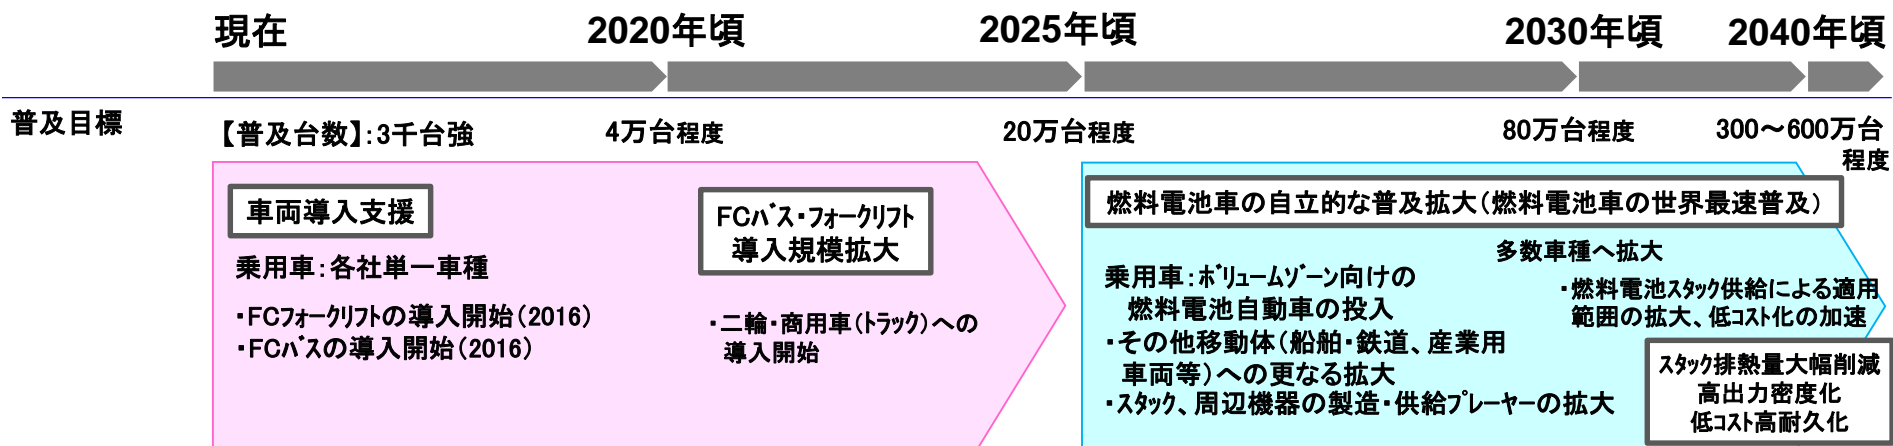 現在 2020年頃 2025年頃 2030年頃 2040年頃
普及目標
【普及台数】:3千台強 4万台程度 20万台程度 80万台程度 300～600万台
程度
車両導入支援
乗用車:各社単一車種
・FCフォークリフトの導入開始(2016)
・FCバスの導入開始(2016)
FCバス・フォークリフト
導入規模拡大
・二輪・商用車(トラック)への
導入開始
燃料電池車の自立的な普及拡大(燃料電池車の世界最速普及)
乗用車:ボリュームゾーン向けの
燃料電池自動車の投入
・その他移動体(船舶・鉄道、産業用
車両等)への更なる拡大
・スタック、周辺機器の製造・供給プレーヤーの拡大
多数車種へ拡大
・燃料電池スタック供給による適用
範囲の拡大、低コスト化の加速
スタック排熱量大幅削減
高出力密度化
低コスト高耐久化